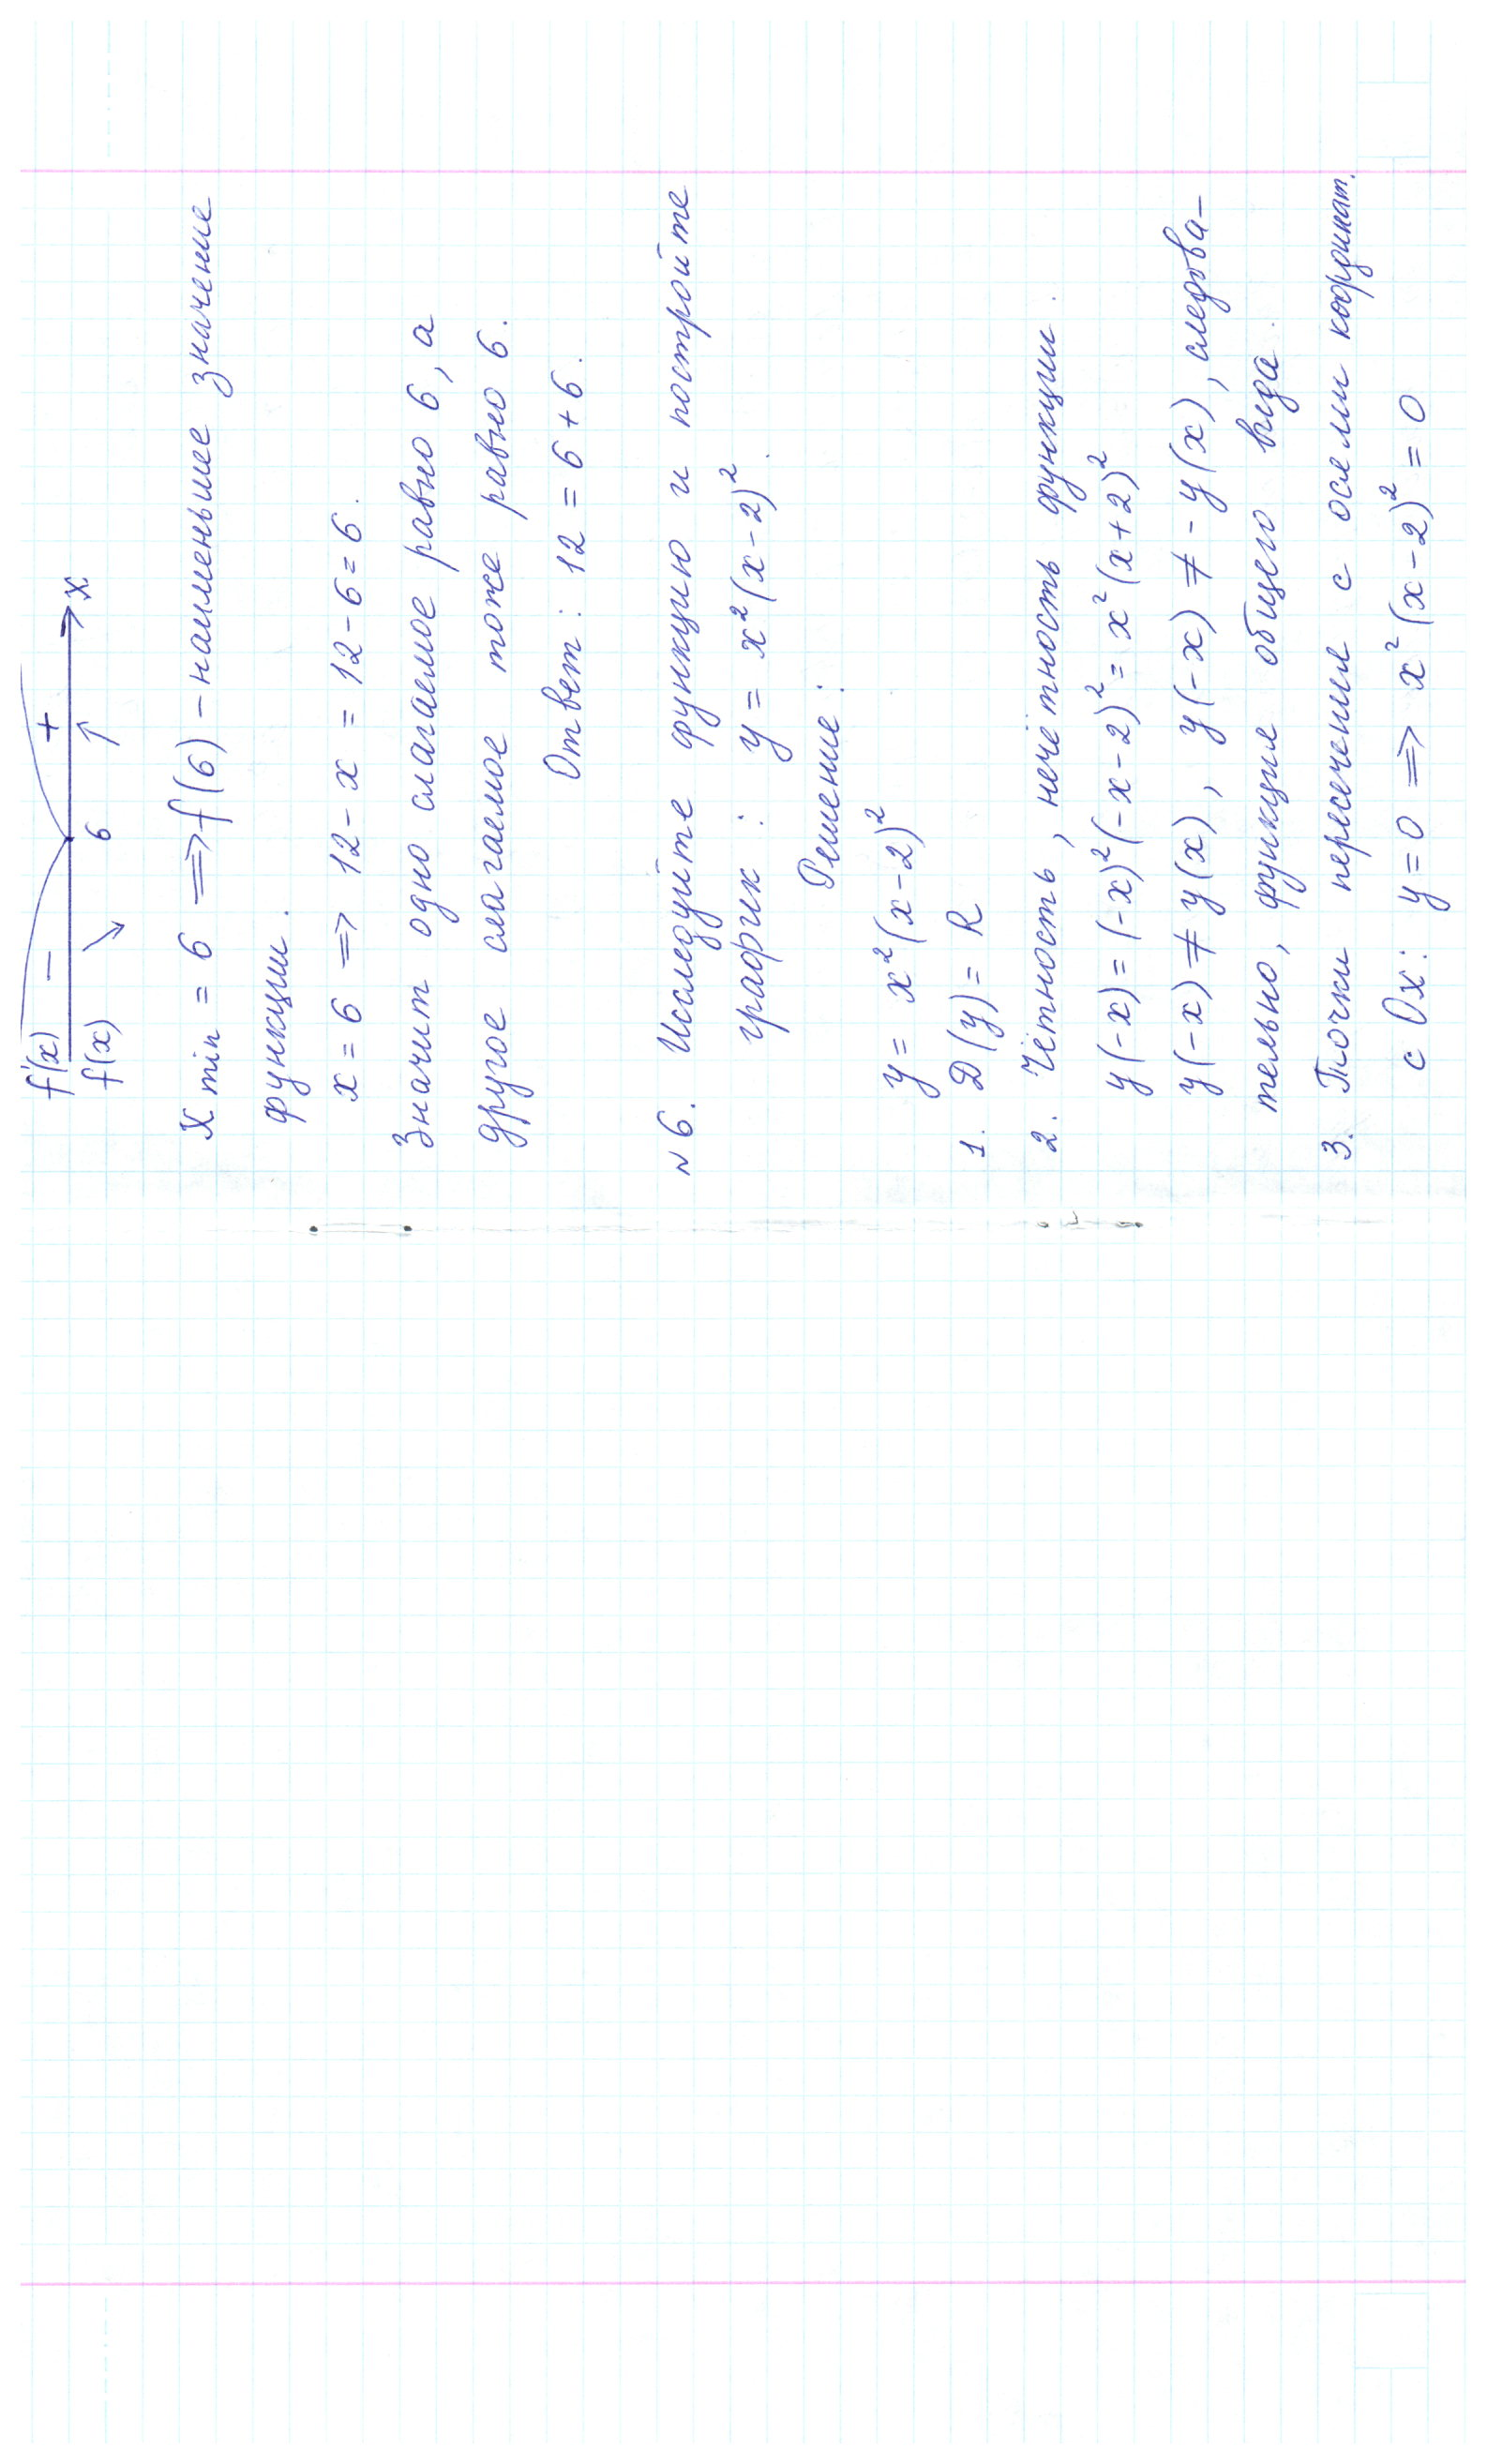 f'(x) − + x
f(x) ↘ 6 ↗
x min = 6 ⟹ f(6) – наименьшее значение
функции.
x = 6 ⟹ 12 - x = 12 - 6 = 6.
Значит одно слагаемое равно 6, а
другое слагаемое тоже равно 6.
Ответ: 12 = 6 + 6.
№6. Исследуйте функцию и постройте
график: y = x²(x-2)².
Решение:
y = x²(x-2)²
1. D(y) = R
2. Чётность, нечётность функции.
y(-x) = (-x)²(-x-2)² = x²(x+2)²
y(-x) ≠ y(x), y(-x) ≠ -y(x), следова-
тельно, функция общего вида.
3. Точки пересечения с осями координат.
с Ox: y = 0 ⟹ x²(x-2)² = 0